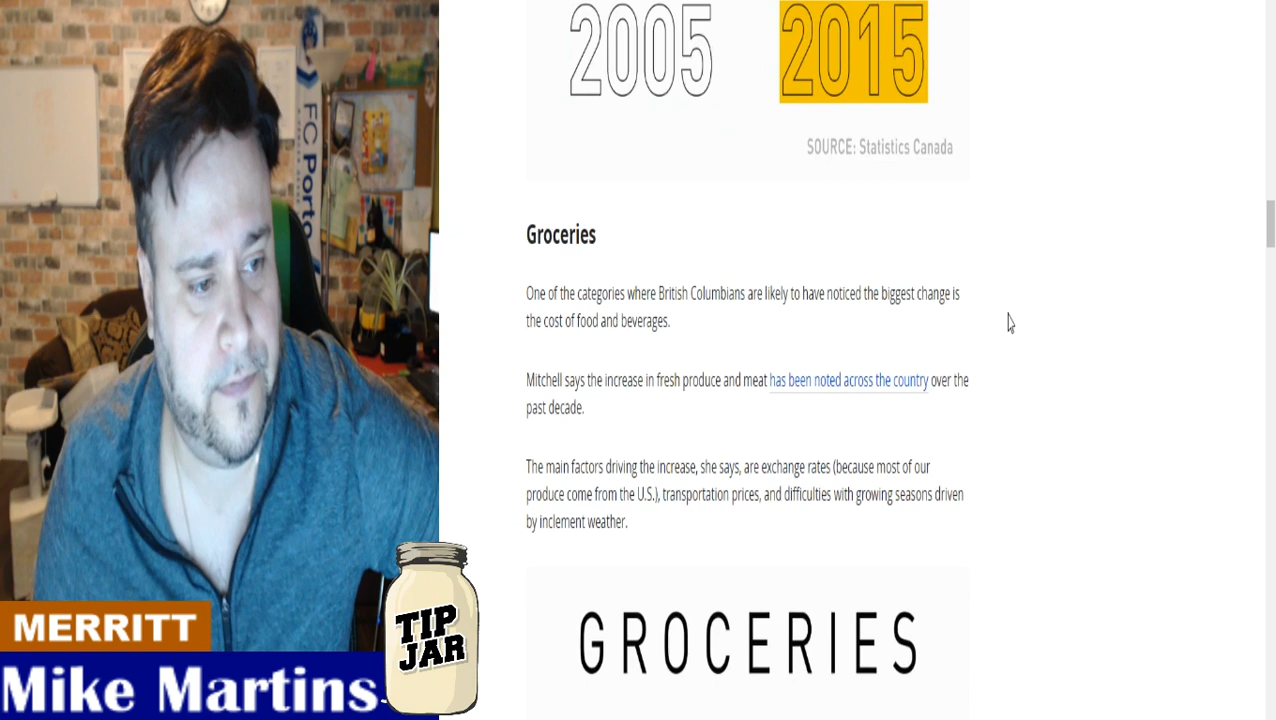 2005 2015
SOURCE: Statistics Canada
FC Porto
Groceries
One of the categories where British Columbians are likely to have noticed the biggest change is
the cost of food and beverages.
Mitchell says the increase in fresh produce and meat has been noted across the country over the
past decade.
The main factors driving the increase, she says, are exchange rates (because most of our
produce come from the U.S.), transportation prices, and difficulties with growing seasons driven
by inclement weather.
GROCERIES
TIP
JAR
MERRITT
Mike Martins